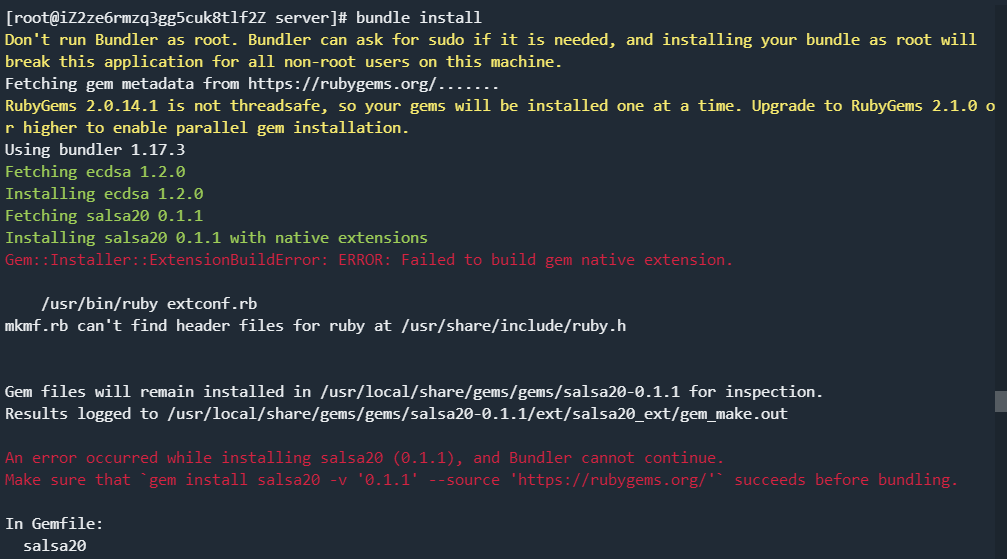 [root@iZ2ze6rmzq3gg5cuk8tlf2Z server]# bundle install
Don't run Bundler as root. Bundler can ask for sudo if it is needed, and installing your bundle as root will
break this application for all non-root users on this machine.
Fetching gem metadata from https://rubygems.org/.......
RubyGems 2.0.14.1 is not threadsafe, so your gems will be installed one at a time. Upgrade to RubyGems 2.1.0 o
r higher to enable parallel gem installation.
Using bundler 1.17.3
Fetching ecdsa 1.2.0
Installing ecdsa 1.2.0
Fetching salsa20 0.1.1
Installing salsa20 0.1.1 with native extensions
Gem::Installer::ExtensionBuildError: ERROR: Failed to build gem native extension.
/usr/bin/ruby extconf.rb
mkmf.rb can't find header files for ruby at /usr/share/include/ruby.h
Gem files will remain installed in /usr/local/share/gems/gems/salsa20-0.1.1 for inspection.
Results logged to /usr/local/share/gems/gems/salsa20-0.1.1/ext/salsa20_ext/gem_make.out
An error occurred while installing salsa20 (0.1.1), and Bundler cannot continue.
Make sure that `gem install salsa20 -v '0.1.1' --source 'https://rubygems.org/'` succeeds before bundling.
In Gemfile:
salsa20